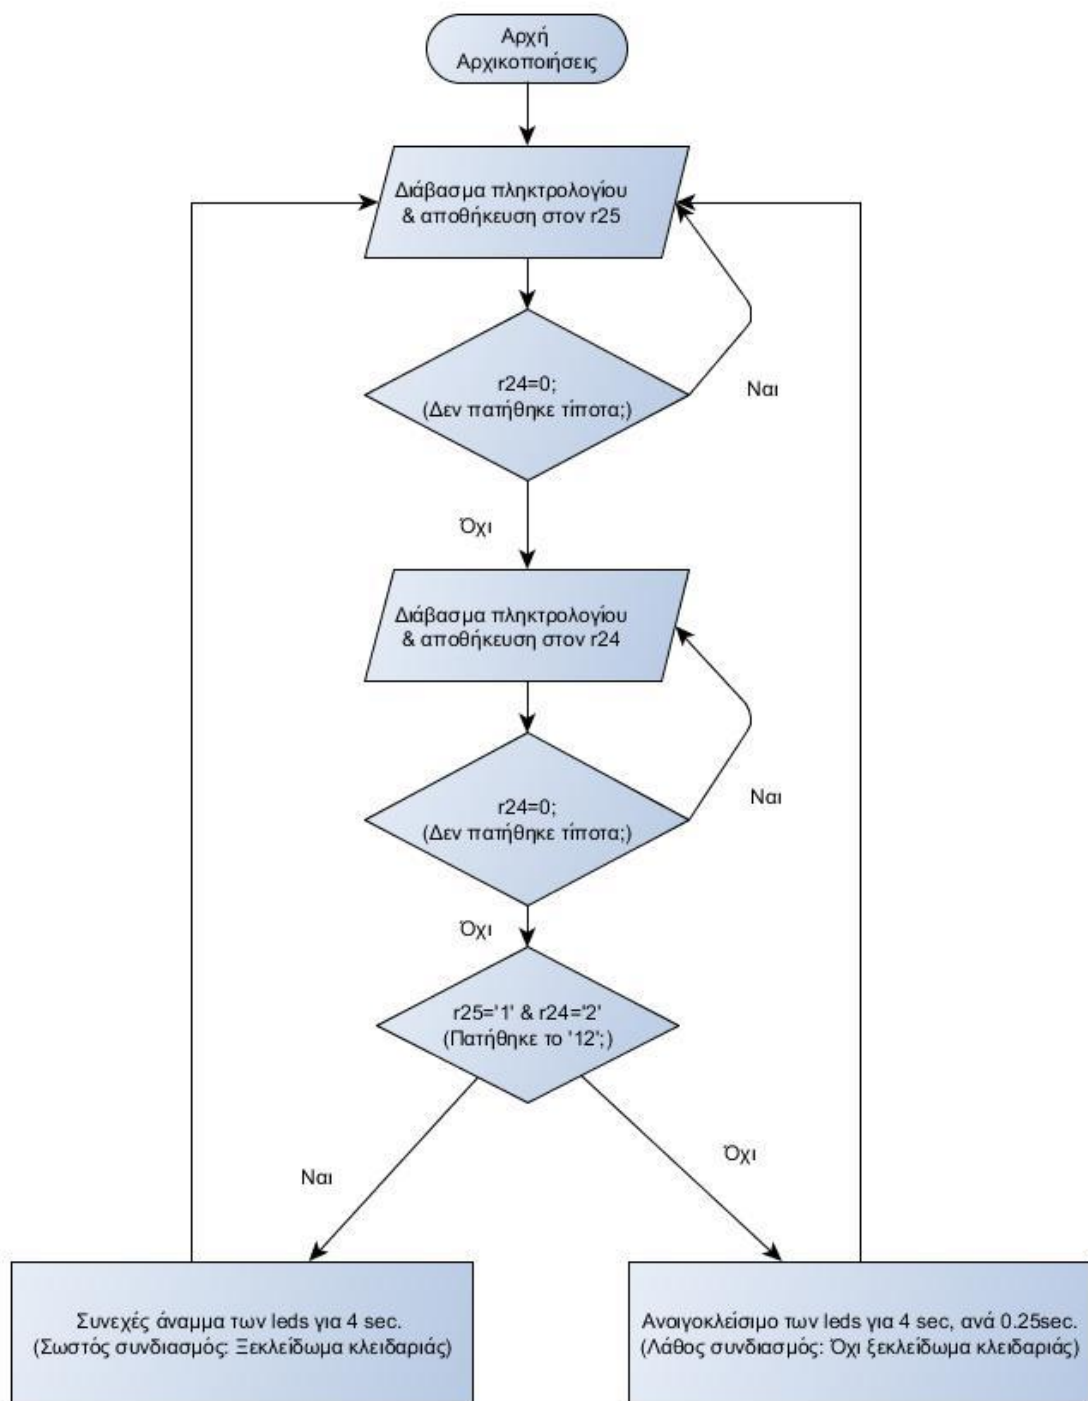 Αρχή
Αρχικοποιήσεις
Διάβασμα πληκτρολογίου
& αποθήκευση στον r25
r24=0;
(Δεν πατήθηκε τίποτα;)
Ναι
Όχι
Διάβασμα πληκτρολογίου
& αποθήκευση στον r24
r24=0;
(Δεν πατήθηκε τίποτα;)
Ναι
Όχι
r25='1' & r24='2'
(Πατήθηκε το '12';)
Ναι
Όχι
Συνεχές άναμμα των leds για 4 sec.
(Σωστός συνδιασμός: Ξεκλείδωμα κλειδαριάς)
Ανοιγοκλείσιμο των leds για 4 sec, ανά 0.25sec.
(Λάθος συνδιασμός: Όχι ξεκλείδωμα κλειδαριάς)